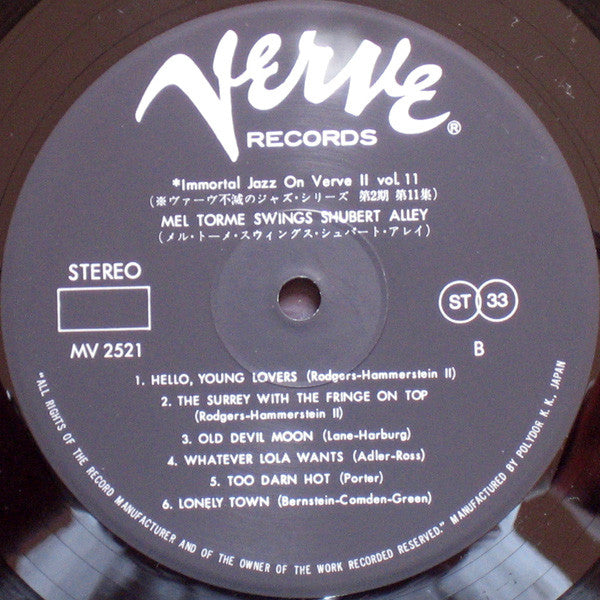 Verve®
RECORDS
*Immortal Jazz On Verve II vol.11
(※ヴァーヴ不滅のジャズ・シリーズ 第2期 第11集)
MEL TORME SWINGS SHUBERT ALLEY
(メル・トーメ・スウィングス・シュバート・アレイ)
STEREO
MV 2521
ST 33
B
1. HELLO, YOUNG LOVERS (Rodgers-Hammerstein II)
2. THE SURREY WITH THE FRINGE ON TOP
(Rodgers-Hammerstein II)
3. OLD DEVIL MOON (Lane-Harburg)
4. WHATEVER LOLA WANTS (Adler-Ross)
5. TOO DARN HOT (Porter)
6. LONELY TOWN (Bernstein-Comden-Green)
"ALL RIGHTS OF THE RECORD MANUFACTURER AND OF THE OWNER OF THE WORK RECORDED RESERVED." MANUFACTURED BY POLYDOR K. K., JAPAN